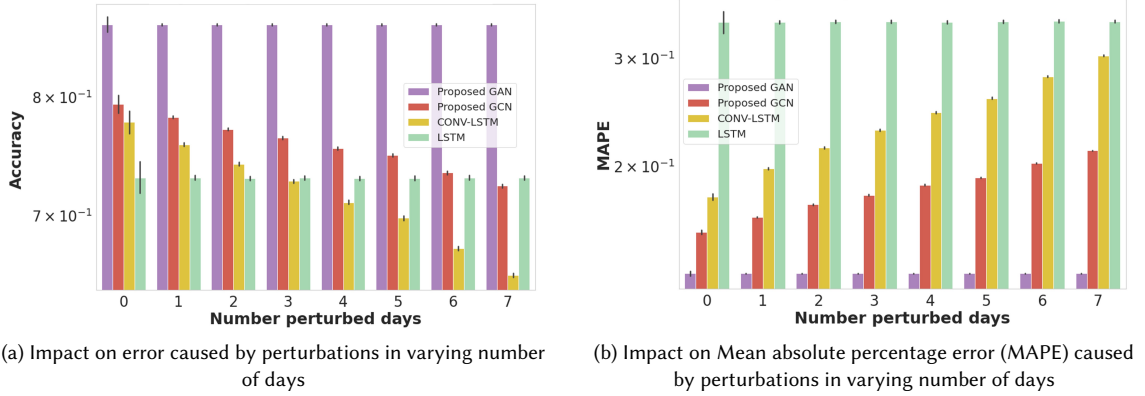 Accuracy
8 × 10⁻¹
7 × 10⁻¹
Proposed GAN
Proposed GCN
CONV-LSTM
LSTM
0 1 2 3 4 5 6 7
Number perturbed days
(a) Impact on error caused by perturbations in varying number
of days
MAPE
3 × 10⁻¹
2 × 10⁻¹
Proposed GAN
Proposed GCN
CONV-LSTM
LSTM
0 1 2 3 4 5 6 7
Number perturbed days
(b) Impact on Mean absolute percentage error (MAPE) caused
by perturbations in varying number of days